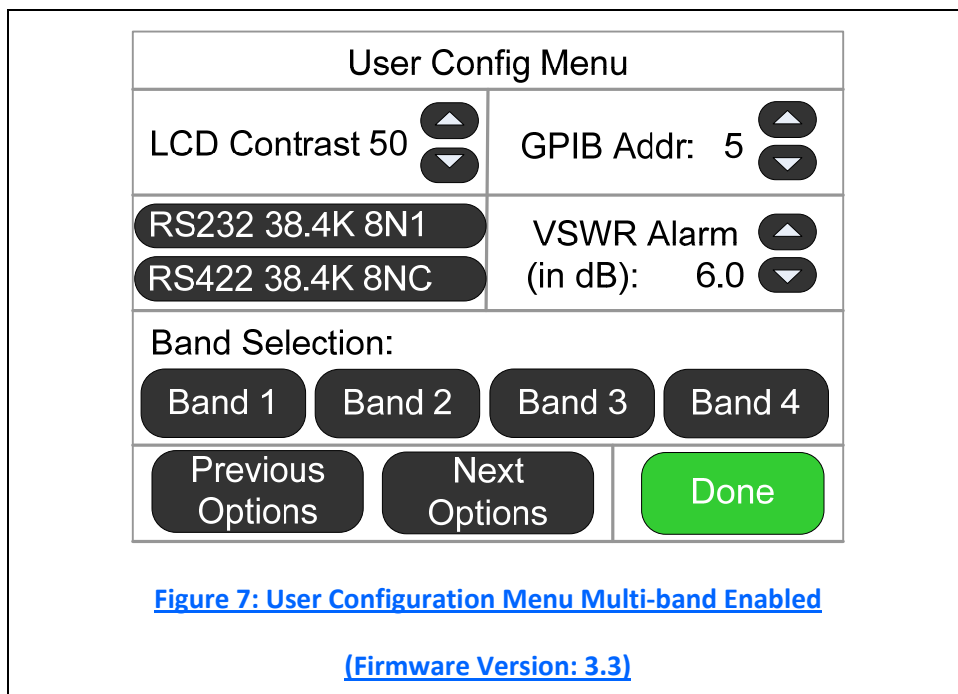 User Config Menu
LCD Contrast 50
GPIB Addr: 5
RS232 38.4K 8N1
RS422 38.4K 8NC
VSWR Alarm
(in dB): 6.0
Band Selection:
Band 1 Band 2 Band 3 Band 4
Previous
Options
Next
Options
Done
Figure 7: User Configuration Menu Multi-band Enabled
(Firmware Version: 3.3)